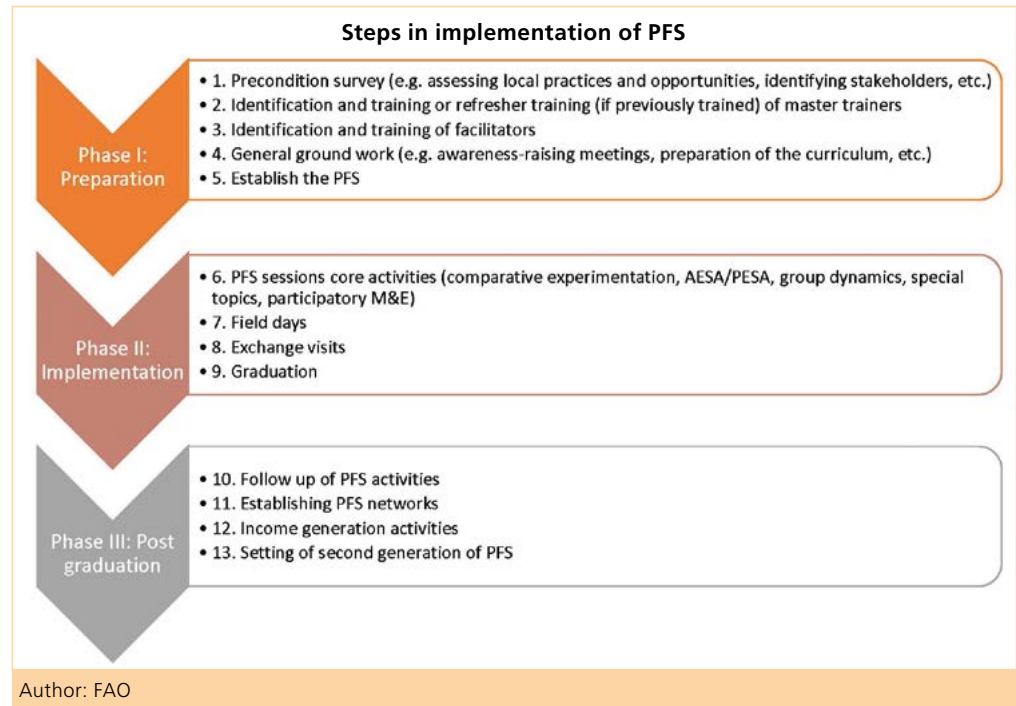 Steps in implementation of PFS
Phase I:
Preparation
• 1. Precondition survey (e.g. assessing local practices and opportunities, identifying stakeholders, etc.)
• 2. Identification and training or refresher training (if previously trained) of master trainers
• 3. Identification and training of facilitators
• 4. General ground work (e.g. awareness-raising meetings, preparation of the curriculum, etc.)
• 5. Establish the PFS
Phase II:
Implementation
• 6. PFS sessions core activities (comparative experimentation, AESA/PESA, group dynamics, special
topics, participatory M&E)
• 7. Field days
• 8. Exchange visits
• 9. Graduation
Phase III: Post
graduation
• 10. Follow up of PFS activities
• 11. Establishing PFS networks
• 12. Income generation activities
• 13. Setting of second generation of PFS
Author: FAO